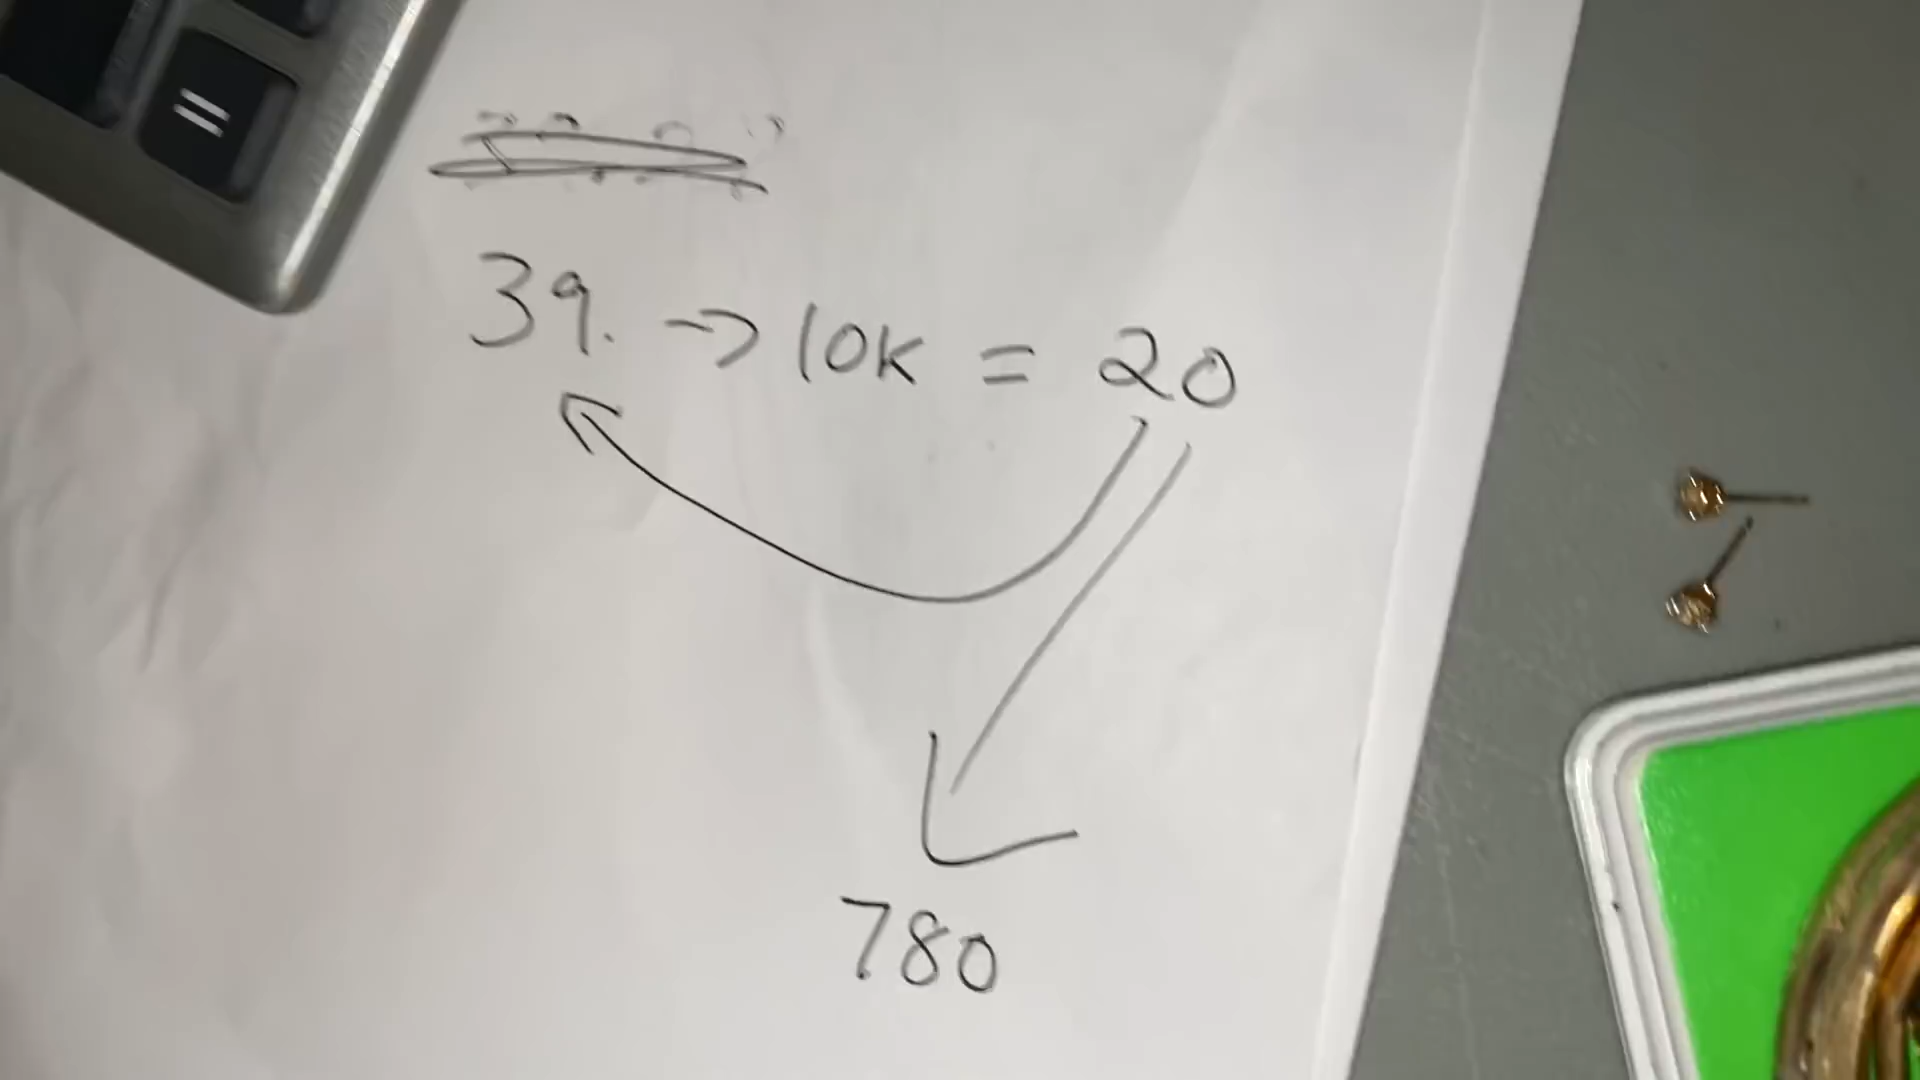 =
39. → 10K = 20
780